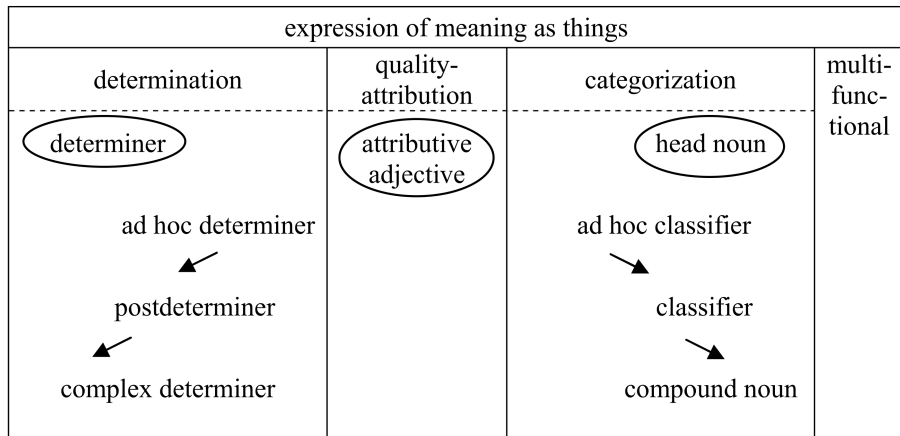 expression of meaning as things
determination
quality-
attribution
categorization
multi-
func-
tional
determiner
attributive
adjective
head noun
ad hoc determiner
ad hoc classifier
postdeterminer
classifier
complex determiner
compound noun